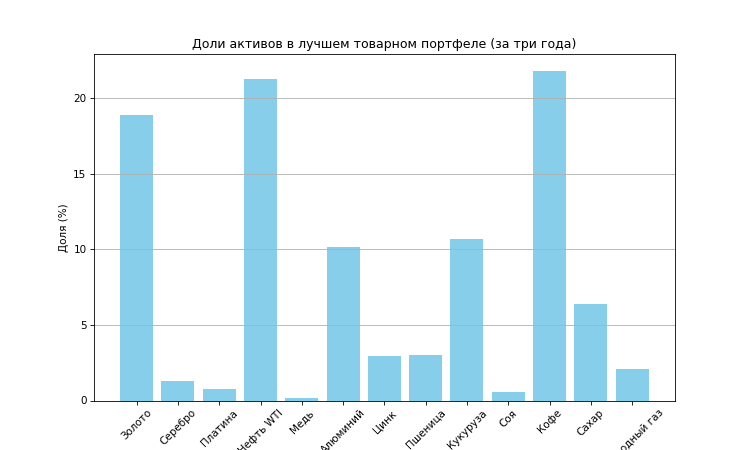 Доли активов в лучшем товарном портфеле (за три года)
Доля (%)
20
15
10
5
0
Золото
Серебро
Платина
Нефть WTI
Медь
Алюминий
Цинк
Пшеница
Кукуруза
Соя
Кофе
Сахар
газ